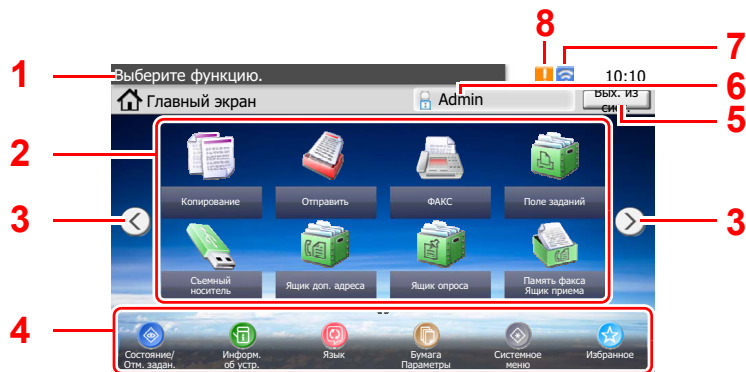 8
7
1
Выберите функцию.
10:10
6
Главный экран
Admin
Вых. из
сист.
5
2
Копирование
Отправить
ФАКС
Поле заданий
3
3
Съемный
носитель
Ящик доп. адреса
Ящик опроса
Память факса
Ящик приема
4
Состояние/
Отм. задан.
Информ.
об устр.
Язык
Бумага
Параметры
Системное
меню
Избранное